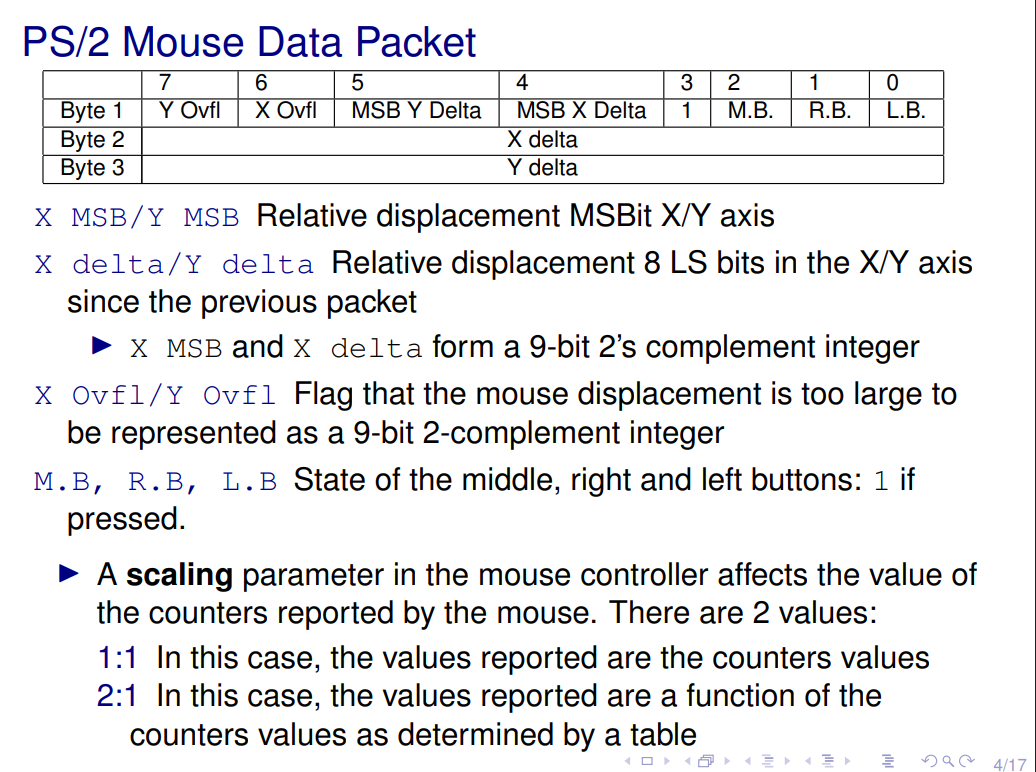 PS/2 Mouse Data Packet
7 6 5 4 3 2 1 0
Byte 1 Y Ovfl X Ovfl MSB Y Delta MSB X Delta 1 M.B. R.B. L.B.
Byte 2 X delta
Byte 3 Y delta
X MSB/Y MSB Relative displacement MSBit X/Y axis
X delta/Y delta Relative displacement 8 LS bits in the X/Y axis
since the previous packet
X MSB and X delta form a 9-bit 2's complement integer
X Ovfl/Y Ovfl Flag that the mouse displacement is too large to
be represented as a 9-bit 2-complement integer
M.B, R.B, L.B State of the middle, right and left buttons: 1 if
pressed.
A scaling parameter in the mouse controller affects the value of
the counters reported by the mouse. There are 2 values:
1:1 In this case, the values reported are the counters values
2:1 In this case, the values reported are a function of the
counters values as determined by a table
4/17